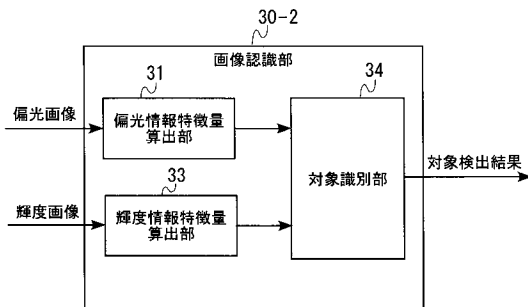 30-2
画像認識部
31
34
偏光画像
偏光情報特徴量
算出部
対象識別部
対象検出結果
33
輝度画像
輝度情報特徴量
算出部